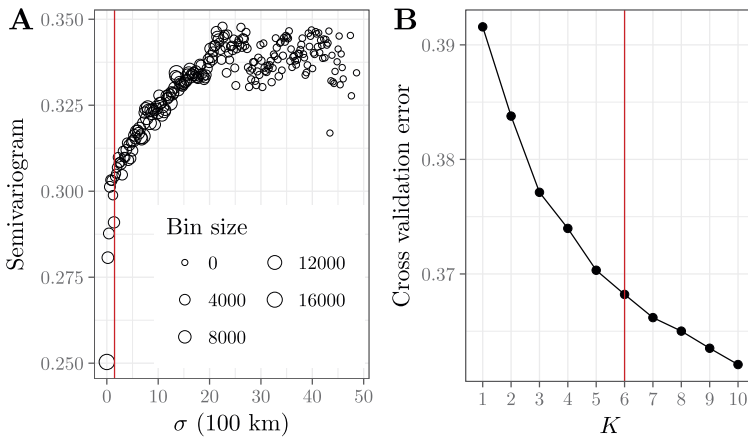 A
Semivariogram
0.350
0.325
0.300
0.275
0.250
Bin size
0
4000
8000
12000
16000
0 10 20 30 40 50
σ (100 km)
B
Cross validation error
0.39
0.38
0.37
1 2 3 4 5 6 7 8 9 10
K